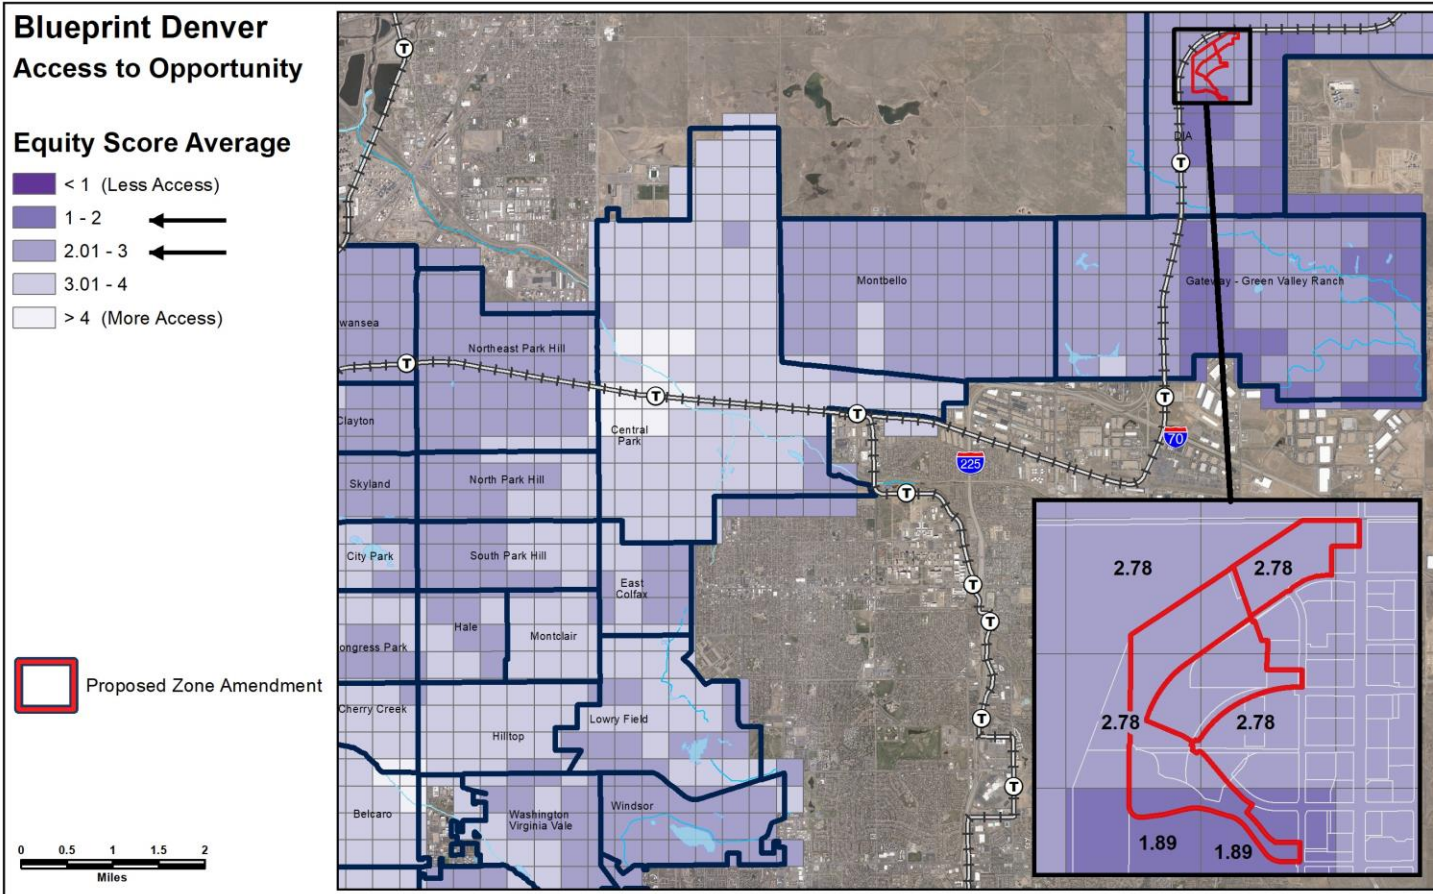 Blueprint Denver
Access to Opportunity
Equity Score Average
< 1 (Less Access)
1 - 2
2.01 - 3
3.01 - 4
> 4 (More Access)
Proposed Zone Amendment
0 0.5 1 1.5 2
Miles
T
DIA
T
Montbello
Gateway - Green Valley Ranch
wansea
Northeast Park Hill
T
T
T
T
Clayton
Central
Park
70
225
Skyland
North Park Hill
T
City Park
South Park Hill
East
Colfax
T
Hale
Montclair
T
ongress Park
Cherry Creek
Hilltop
Lowry Field
T
T
Belcaro
Washington
Virginia Vale
Windsor
2.78
2.78
2.78
2.78
1.89
1.89